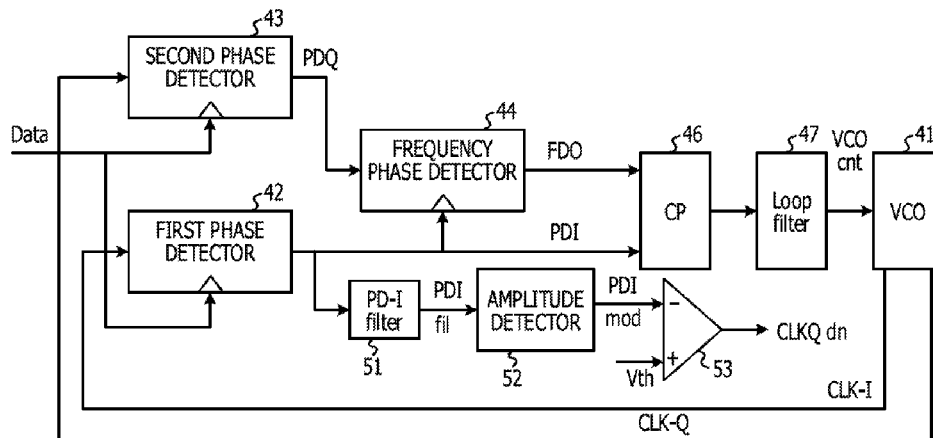 43
SECOND PHASE
DETECTOR
PDQ
Data
44
FREQUENCY
PHASE DETECTOR
FDO
46
CP
47
Loop
filter
VCO
cnt
41
VCO
42
FIRST PHASE
DETECTOR
PDI
PD-I
filter
51
PDI
fil
AMPLITUDE
DETECTOR
52
PDI
mod
−
+
Vth
53
CLKQ dn
CLK-I
CLK-Q